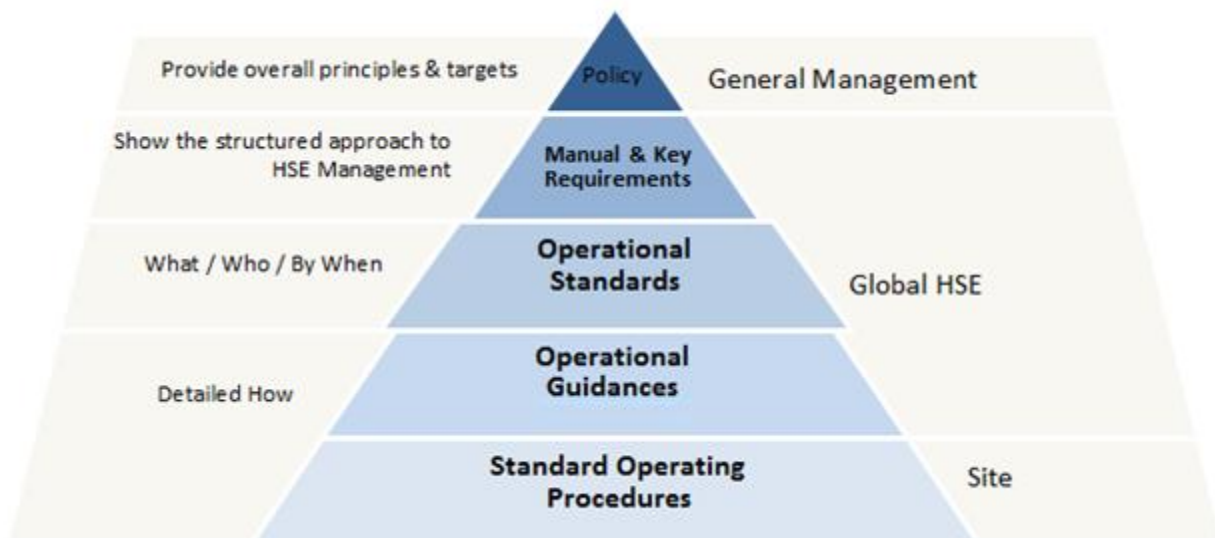 Provide overall principles & targets
Policy
General Management
Show the structured approach to
HSE Management
Manual & Key
Requirements
What / Who / By When
Operational
Standards
Global HSE
Operational
Guidances
Detailed How
Standard Operating
Procedures
Site